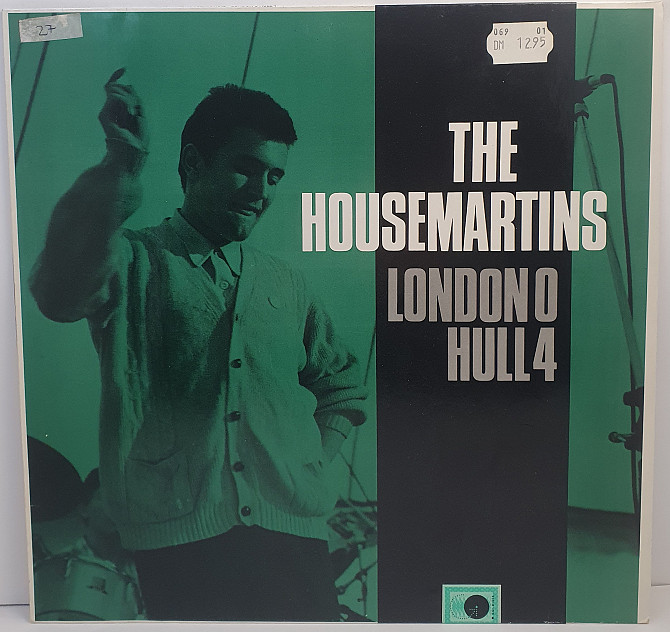 27
069 01
DM 12.95
THE
HOUSEMARTINS
LONDON 0
HULL 4